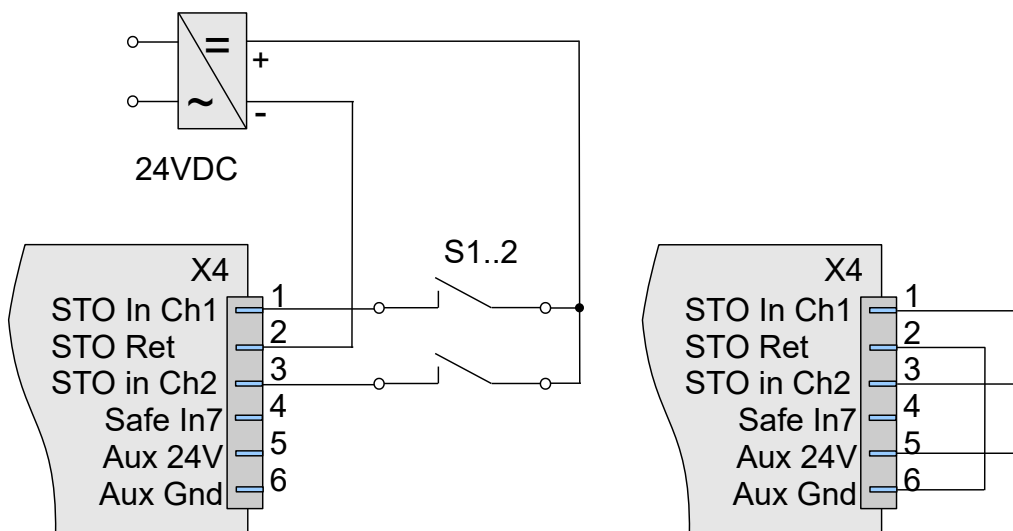 =
+
~
-
24VDC
S1..2
X4
STO In Ch1 1
STO Ret 2
STO in Ch2 3
Safe In7 4
Aux 24V 5
Aux Gnd 6
X4
STO In Ch1 1
STO Ret 2
STO in Ch2 3
Safe In7 4
Aux 24V 5
Aux Gnd 6